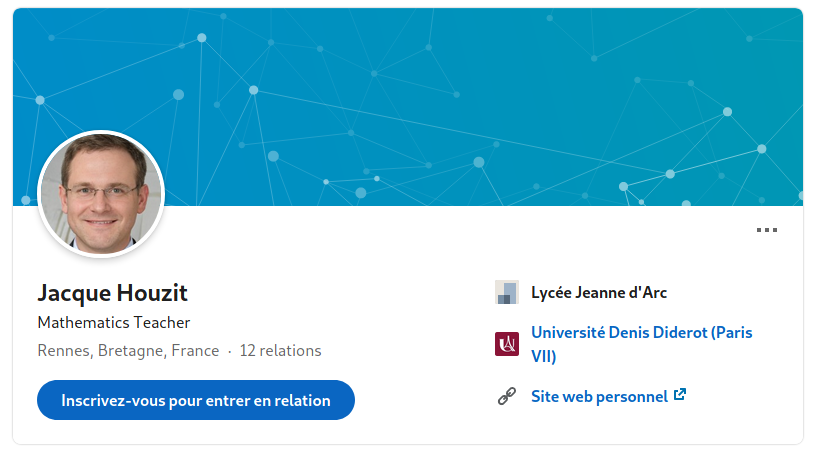 Jacque Houzit
Mathematics Teacher
Rennes, Bretagne, France · 12 relations
Inscrivez-vous pour entrer en relation
Lycée Jeanne d'Arc
Université Denis Diderot (Paris
VII)
Site web personnel